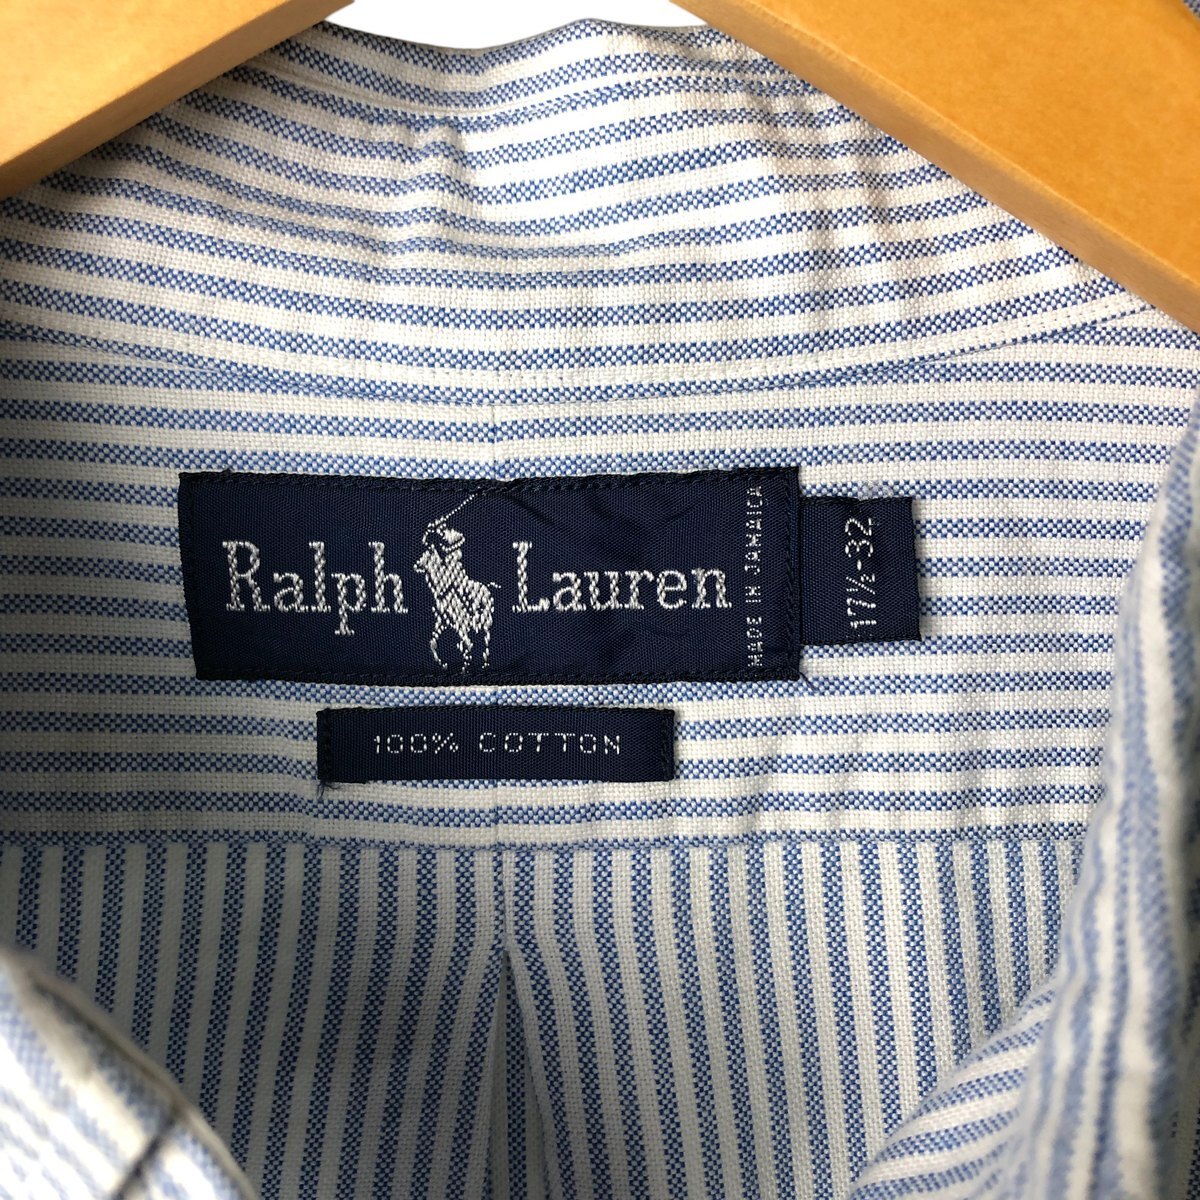 Ralph Lauren
MADE IN JAMAICA
17½-32
100% COTTON